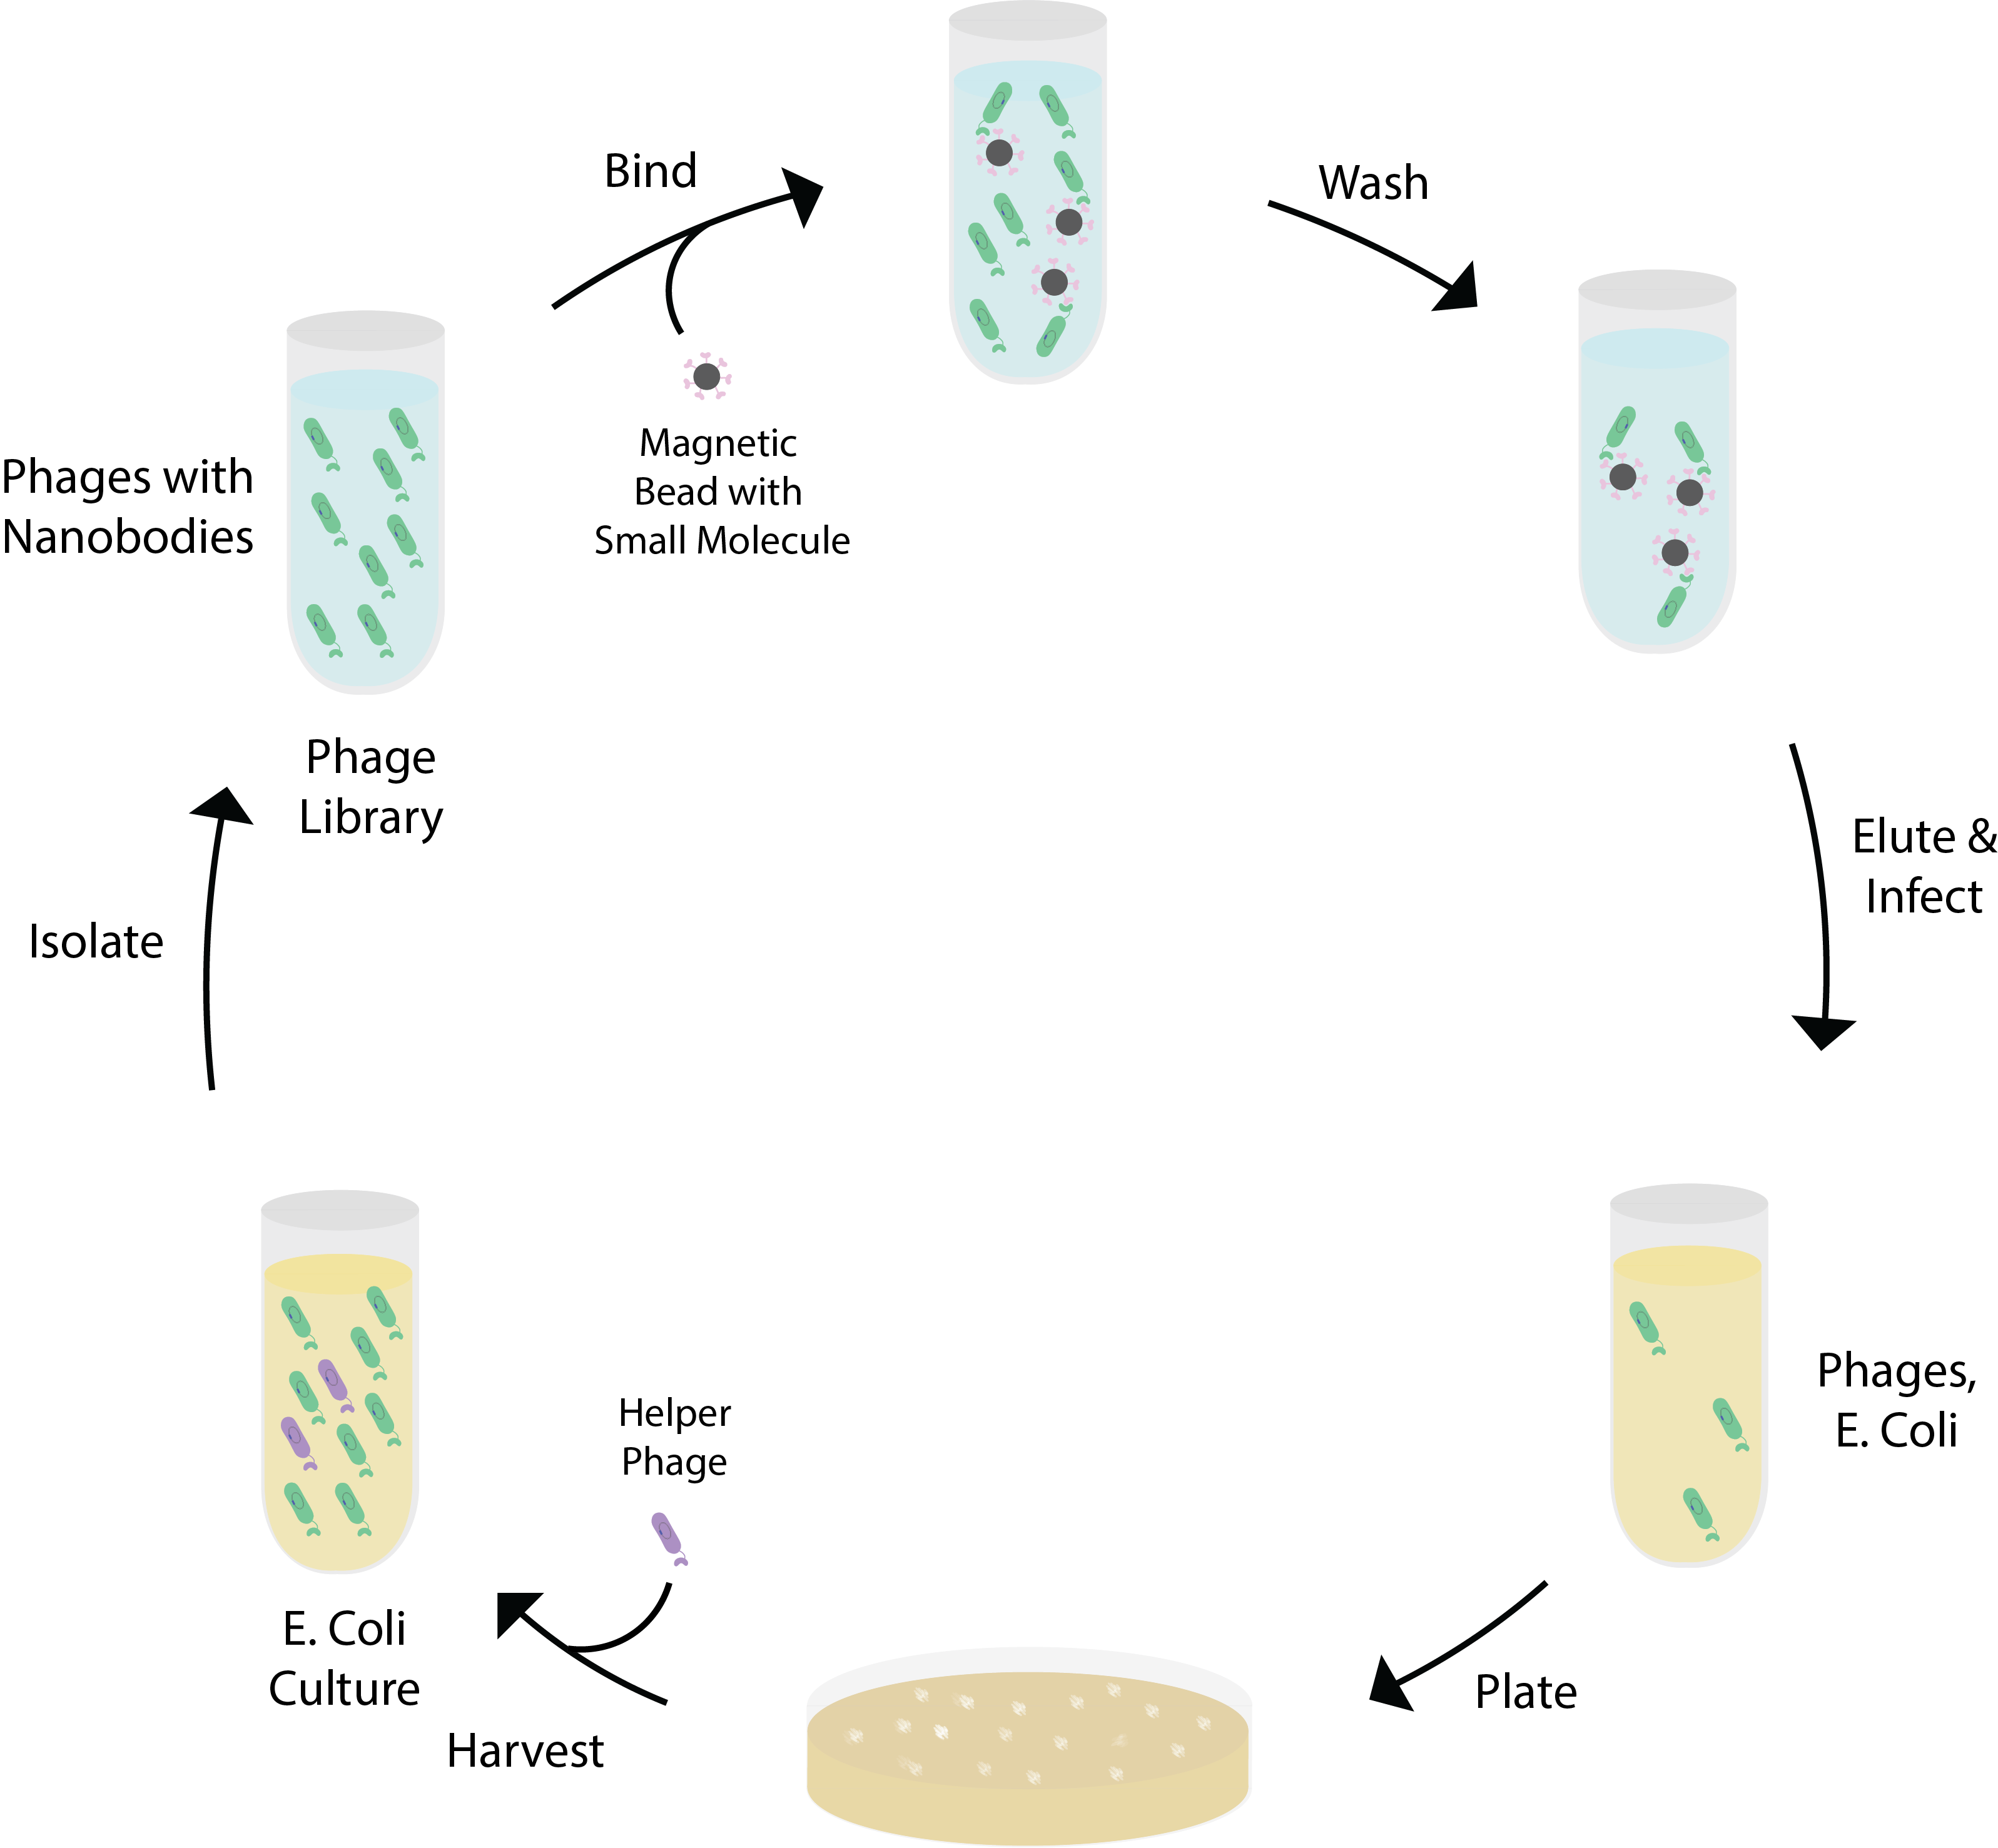 Bind
Wash
Magnetic
Bead with
Small Molecule
Phages with
Nanobodies
Phage
Library
Elute &
Infect
Isolate
Phages,
E. Coli
Helper
Phage
E. Coli
Culture
Plate
Harvest